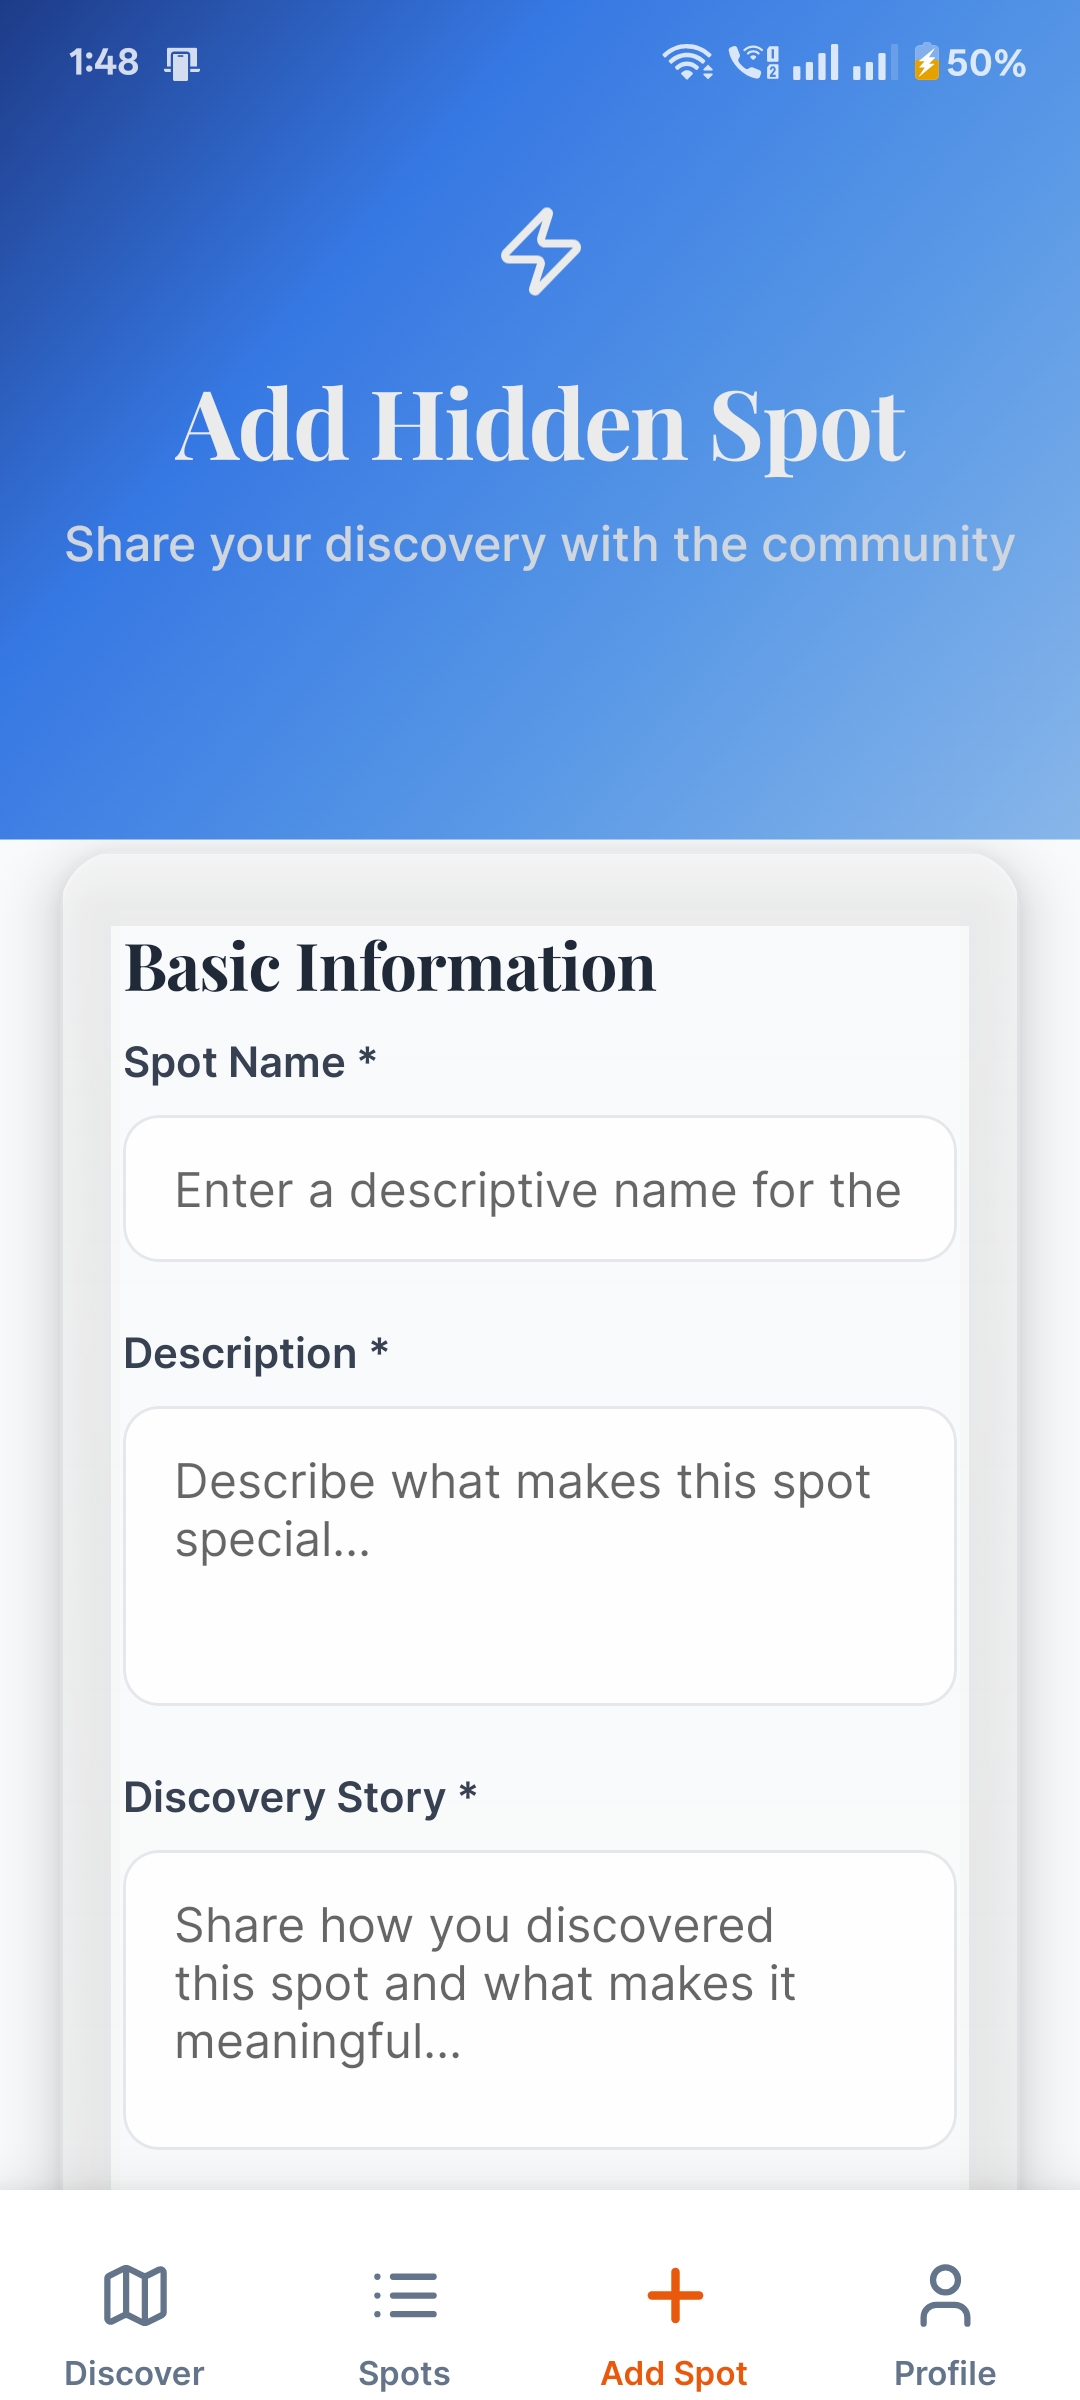 1:48
50%
Add Hidden Spot
Share your discovery with the community
Basic Information
Spot Name *
Enter a descriptive name for the
Description *
Describe what makes this spot
special...
Discovery Story *
Share how you discovered
this spot and what makes it
meaningful...
Discover
Spots
Add Spot
Profile